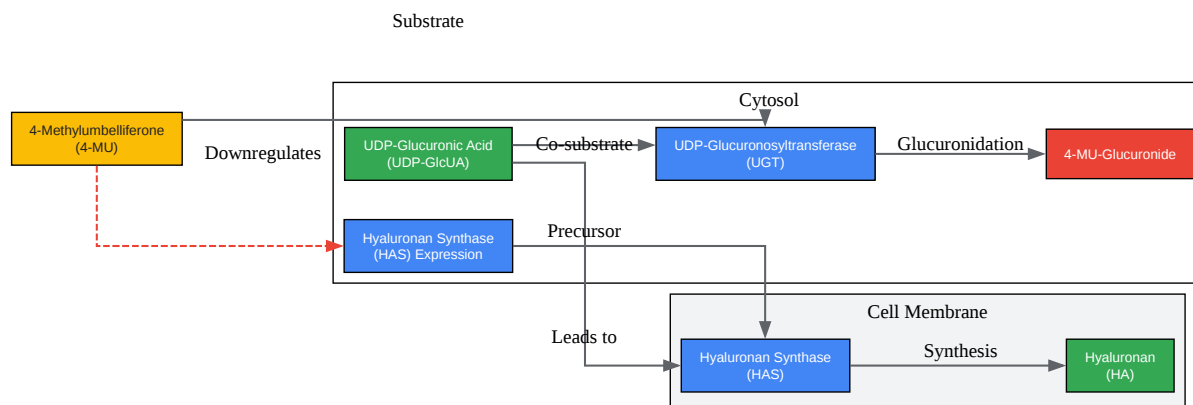 Substrate
Cytosol
4-Methylumbelliferone
(4-MU)
Downregulates
UDP-Glucuronic Acid
(UDP-GlcUA)
Co-substrate
UDP-Glucuronosyltransferase
(UGT)
Glucuronidation
4-MU-Glucuronide
Hyaluronan Synthase
(HAS) Expression
Precursor
Cell Membrane
Leads to
Hyaluronan Synthase
(HAS)
Synthesis
Hyaluronan
(HA)